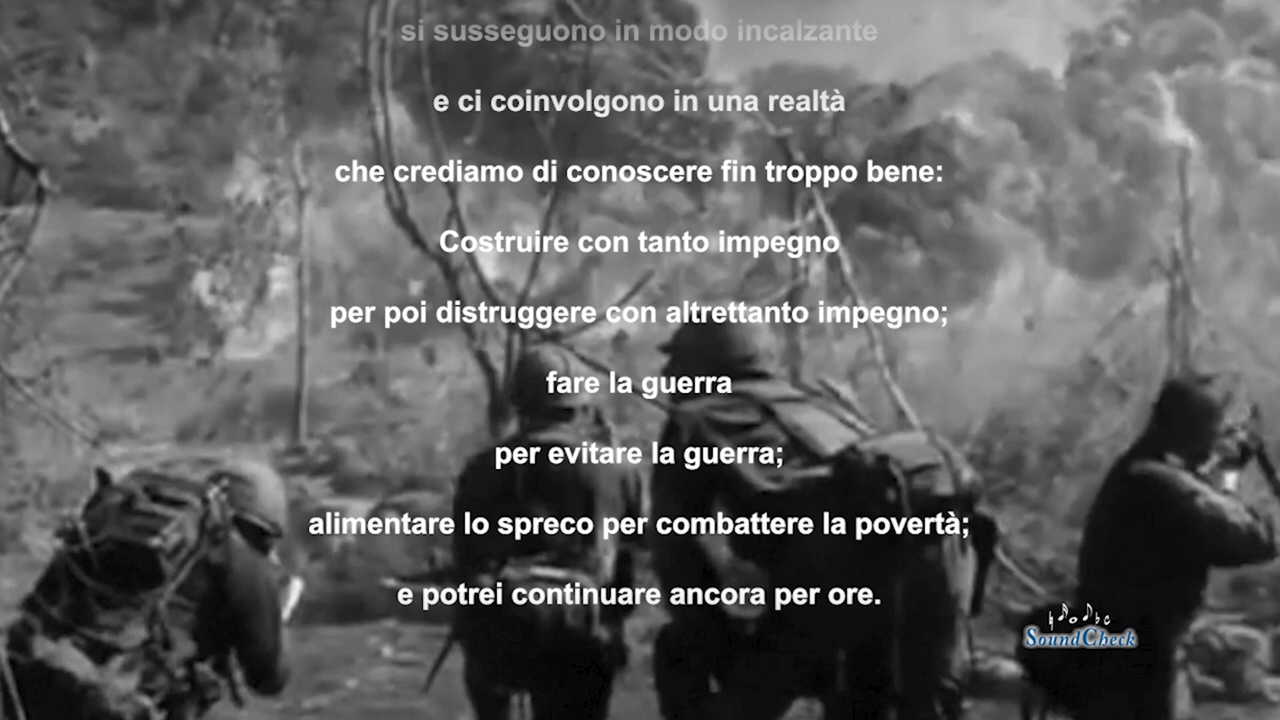 si susseguono in modo incalzante
e ci coinvolgono in una realtà
che crediamo di conoscere fin troppo bene:
Costruire con tanto impegno
per poi distruggere con altrettanto impegno;
fare la guerra
per evitare la guerra;
alimentare lo spreco per combattere la povertà;
e potrei continuare ancora per ore.
SoundCheck